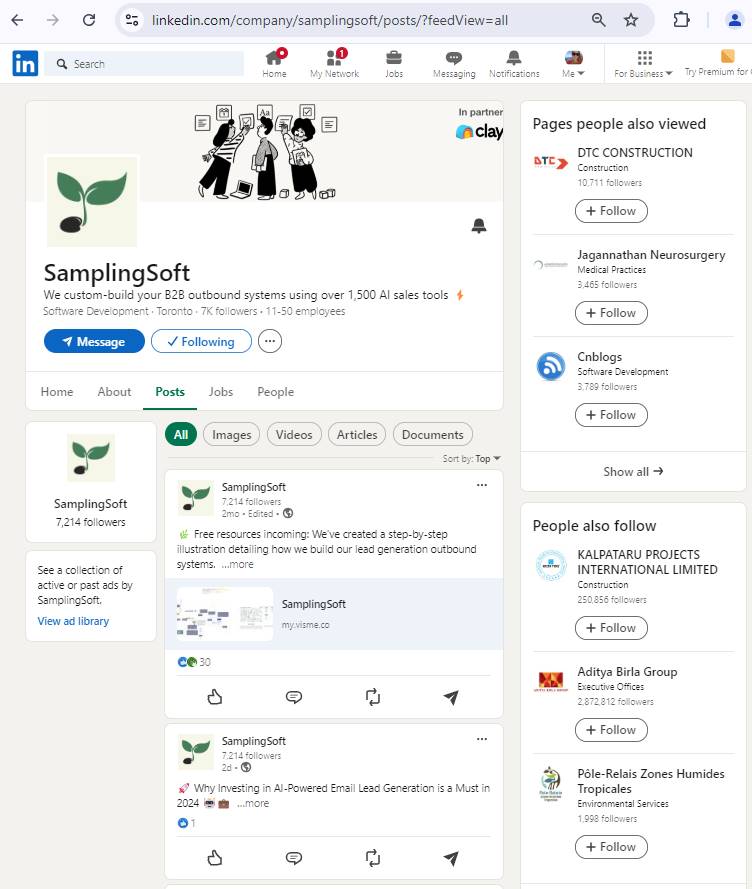 linkedin.com/company/samplingsoft/posts/?feedView=all
in
Search
Home
My Network
1
Jobs
Messaging
Notifications
Me
For Business
Try Premium for
In partner
clay
Aa
SamplingSoft
We custom-build your B2B outbound systems using over 1,500 AI sales tools ⚡
Software Development · Toronto · 7K followers · 11-50 employees
Message
Following
Home
About
Posts
Jobs
People
SamplingSoft
7,214 followers
See a collection of
active or past ads by
SamplingSoft.
View ad library
All
Images
Videos
Articles
Documents
Sort by: Top
SamplingSoft
7,214 followers
2mo • Edited •
🌿 Free resources incoming: We've created a step-by-step
illustration detailing how we build our lead generation outbound
systems. ...more
SamplingSoft
my.visme.co
30
SamplingSoft
7,214 followers
2d •
🚀 Why Investing in AI-Powered Email Lead Generation is a Must in
2024 💼 ...more
1
Pages people also viewed
DTC
DTC CONSTRUCTION
Construction
10,711 followers
+ Follow
Jagannathan Neurosurgery
Medical Practices
3,465 followers
+ Follow
Cnblogs
Software Development
3,789 followers
+ Follow
Show all →
People also follow
KALPATARU PROJECTS
INTERNATIONAL LIMITED
Construction
250,856 followers
+ Follow
Aditya Birla Group
Executive Offices
2,872,812 followers
+ Follow
Pôle-Relais Zones Humides
Tropicales
Environmental Services
1,998 followers
+ Follow